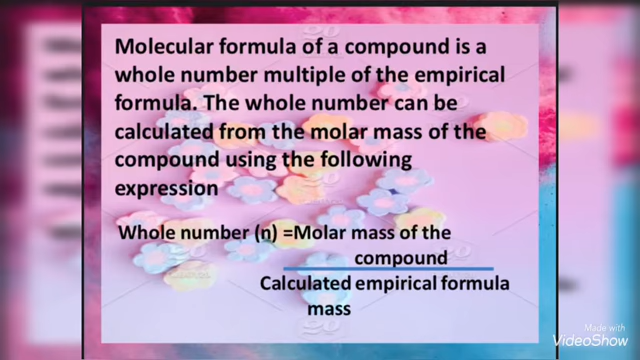 Molecular formula of a compound is a
whole number multiple of the empirical
formula. The whole number can be
calculated from the molar mass of the
compound using the following
expression
Whole number (n) =Molar mass of the
compound
Calculated empirical formula
mass
Made with
VideoShow